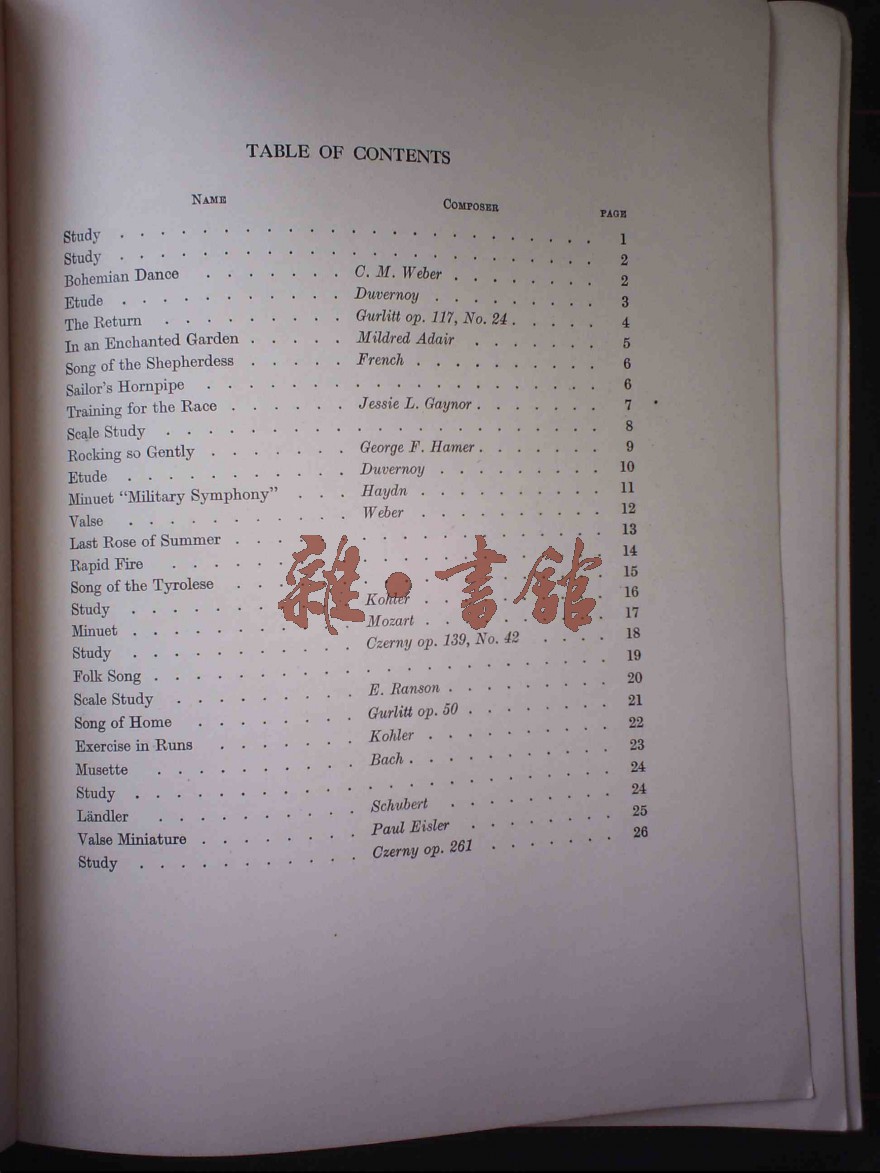 TABLE OF CONTENTS
NAME COMPOSER PAGE
Study . . . . . . . . . . . . . . . . . . . . . . . 1
Study . . . . . . . . . . . . . . . . . . . . . . . 2
Bohemian Dance . . . . . . . C. M. Weber . . . . . . . 2
Etude . . . . . . . . . . . Duvernoy . . . . . . . . 3
The Return . . . . . . . . . Gurlitt op. 117, No. 24 . . . . . 4
In an Enchanted Garden . . . . . Mildred Adair . . . . . . 5
Song of the Shepherdess . . . . . French . . . . . . . . . 6
Sailor's Hornpipe . . . . . . . . . . . . . . . . . . . 6
Training for the Race . . . . . . Jessie L. Gaynor . . . . . . . 7
Scale Study . . . . . . . . . . . . . . . . . . . . . 8
Rocking so Gently . . . . . . . George F. Hamer . . . . . . . 9
Etude . . . . . . . . . . . Duvernoy . . . . . . . . 10
Minuet "Military Symphony" . . . Haydn . . . . . . . . . 11
Valse . . . . . . . . . . . Weber . . . . . . . . . 12
Last Rose of Summer . . . . . . . . . . . . . . . . . . 13
Rapid Fire . . . . . . . . . . . . . . . . . . . . . 14
Song of the Tyrolese . . . . . . . . . . . . . . . . . . 15
Study . . . . . . . . . . . Kohler . . . . . . . . . 16
Minuet . . . . . . . . . . . Mozart . . . . . . . . . 17
Study . . . . . . . . . . . Czerny op. 139, No. 42 . . . . 18
Folk Song . . . . . . . . . . . . . . . . . . . . . . 19
Scale Study . . . . . . . . . E. Ranson . . . . . . . . 20
Song of Home . . . . . . . . Gurlitt op. 50 . . . . . . . 21
Exercise in Runs . . . . . . . Kohler . . . . . . . . . 22
Musette . . . . . . . . . . Bach . . . . . . . . . . 23
Study . . . . . . . . . . . . . . . . . . . . . . . 24
Ländler . . . . . . . . . . Schubert . . . . . . . . 24
Valse Miniature . . . . . . . . Paul Eisler . . . . . . . 25
Study . . . . . . . . . . . Czerny op. 261 . . . . . . 26
雜•書館